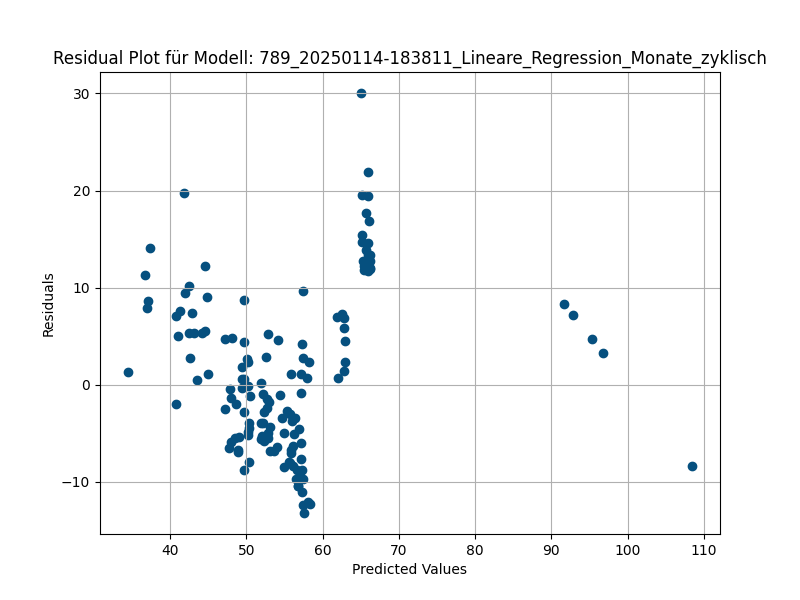 Residual Plot für Modell: 789_20250114-183811_Lineare_Regression_Monate_zyklisch
30
20
10
0
−10
Residuals
40 50 60 70 80 90 100 110
Predicted Values